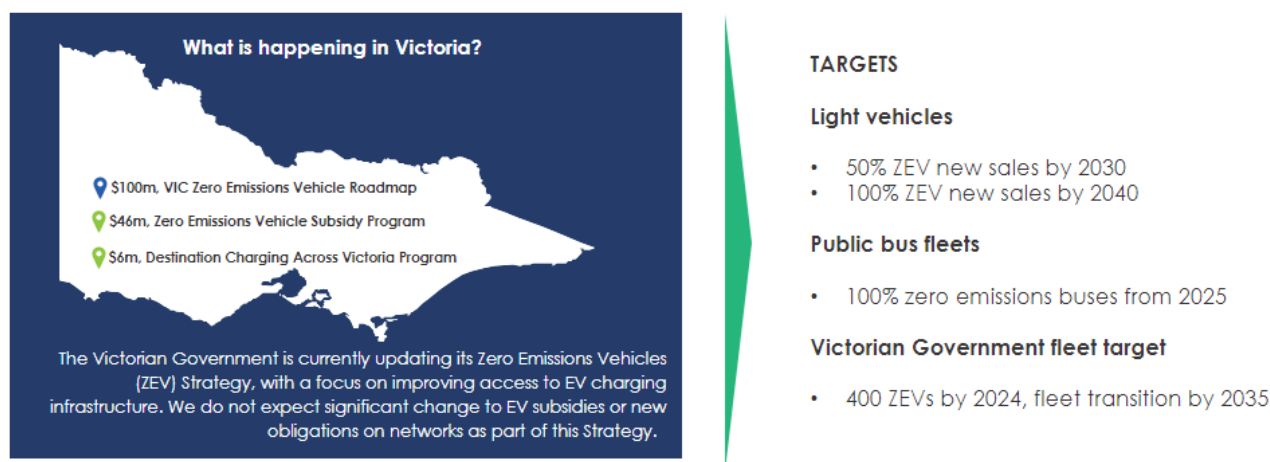 What is happening in Victoria?
$100m, VIC Zero Emissions Vehicle Roadmap
$46m, Zero Emissions Vehicle Subsidy Program
$6m, Destination Charging Across Victoria Program
The Victorian Government is currently updating its Zero Emissions Vehicles
(ZEV) Strategy, with a focus on improving access to EV charging
infrastructure. We do not expect significant change to EV subsidies or new
obligations on networks as part of this Strategy.
TARGETS
Light vehicles
• 50% ZEV new sales by 2030
• 100% ZEV new sales by 2040
Public bus fleets
• 100% zero emissions buses from 2025
Victorian Government fleet target
• 400 ZEVs by 2024, fleet transition by 2035